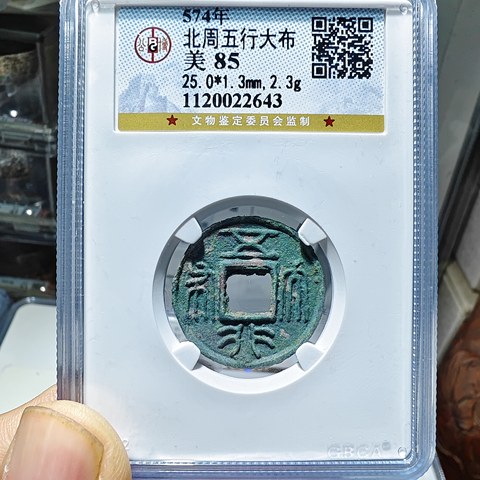 574年
北周五行大布
美 85
25.0*1.3mm,2.3g
1120022643
★ 文物鉴定委员会监制 ★
五行大布
GBCA